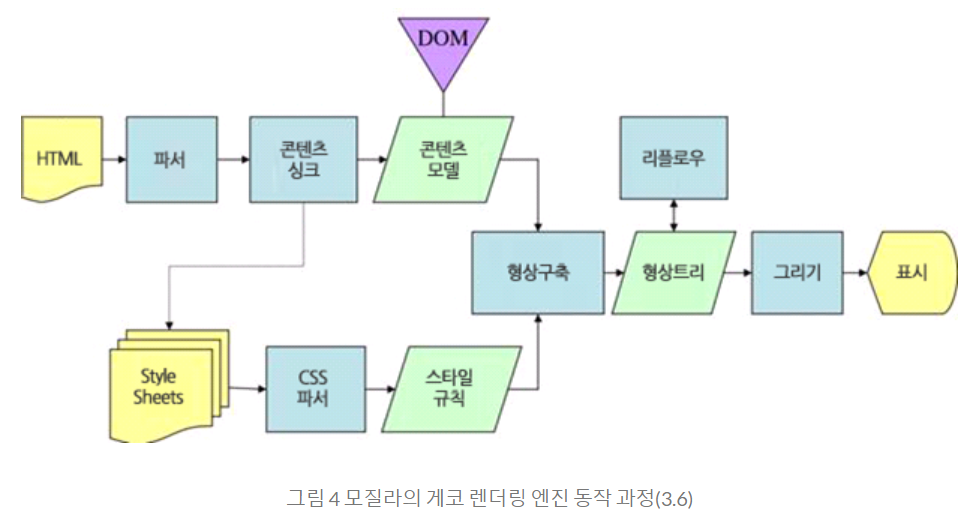 DOM
HTML
파서
콘텐츠
싱크
콘텐츠
모델
리플로우
형상구축
형상트리
그리기
표시
Style
Sheets
CSS
파서
스타일
규칙
그림 4 모질라의 게코 렌더링 엔진 동작 과정(3.6)